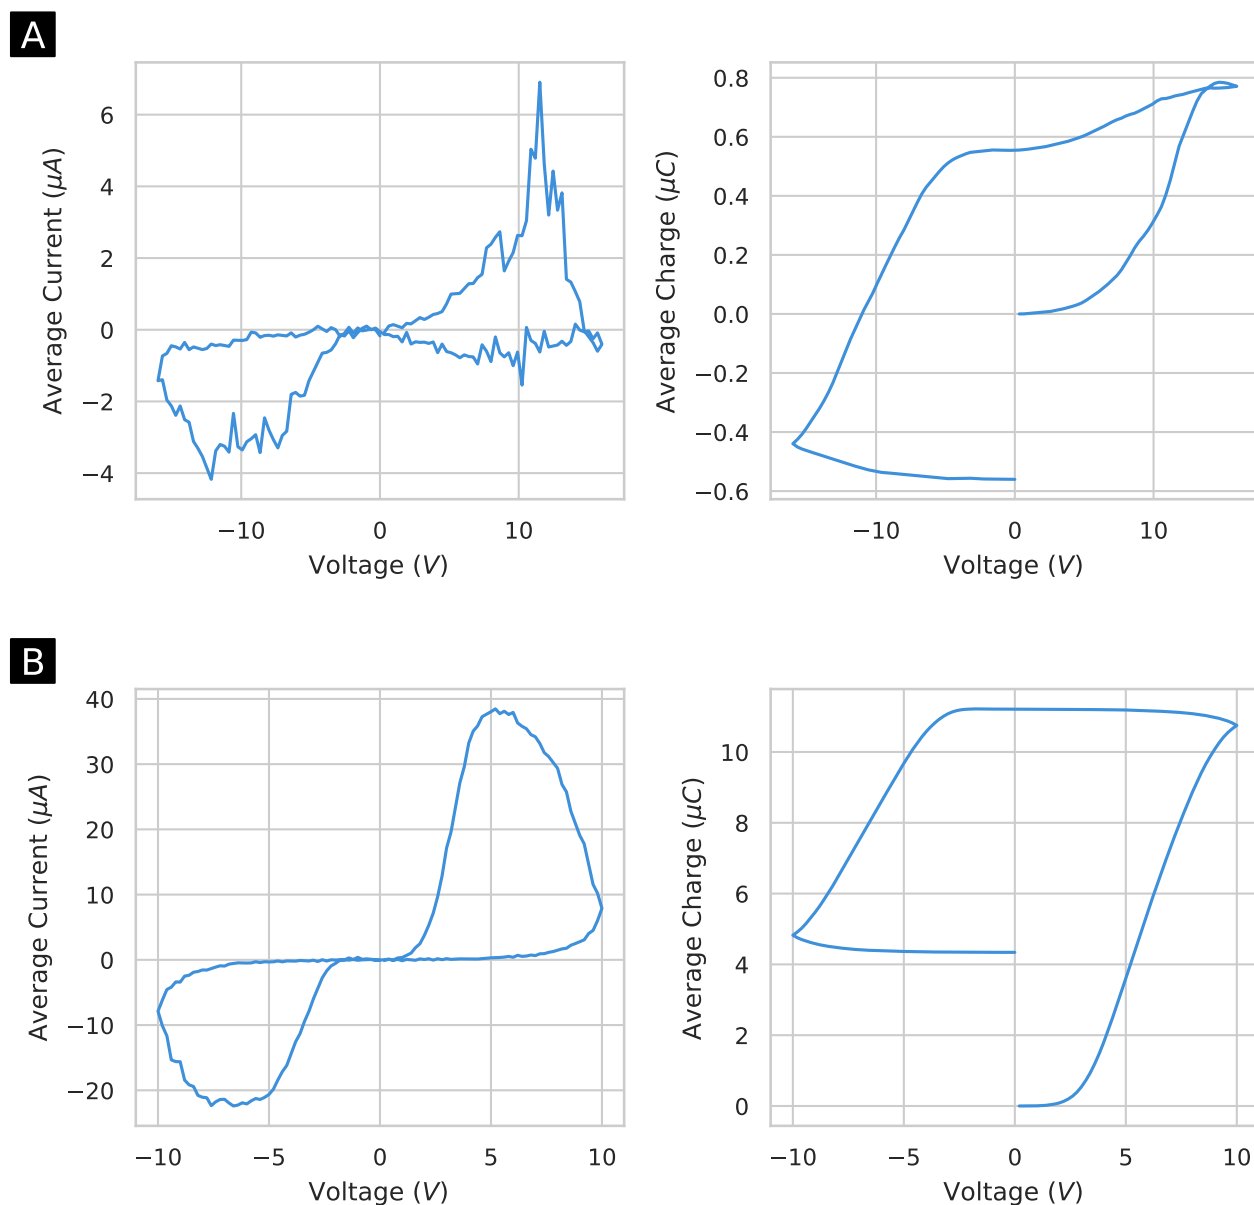 A
Average Current (μA)
6
4
2
0
−2
−4
−10 0 10
Voltage (V)
Average Charge (μC)
0.8
0.6
0.4
0.2
0.0
−0.2
−0.4
−0.6
−10 0 10
Voltage (V)
B
Average Current (μA)
40
30
20
10
0
−10
−20
−10 −5 0 5 10
Voltage (V)
Average Charge (μC)
10
8
6
4
2
0
−10 −5 0 5 10
Voltage (V)